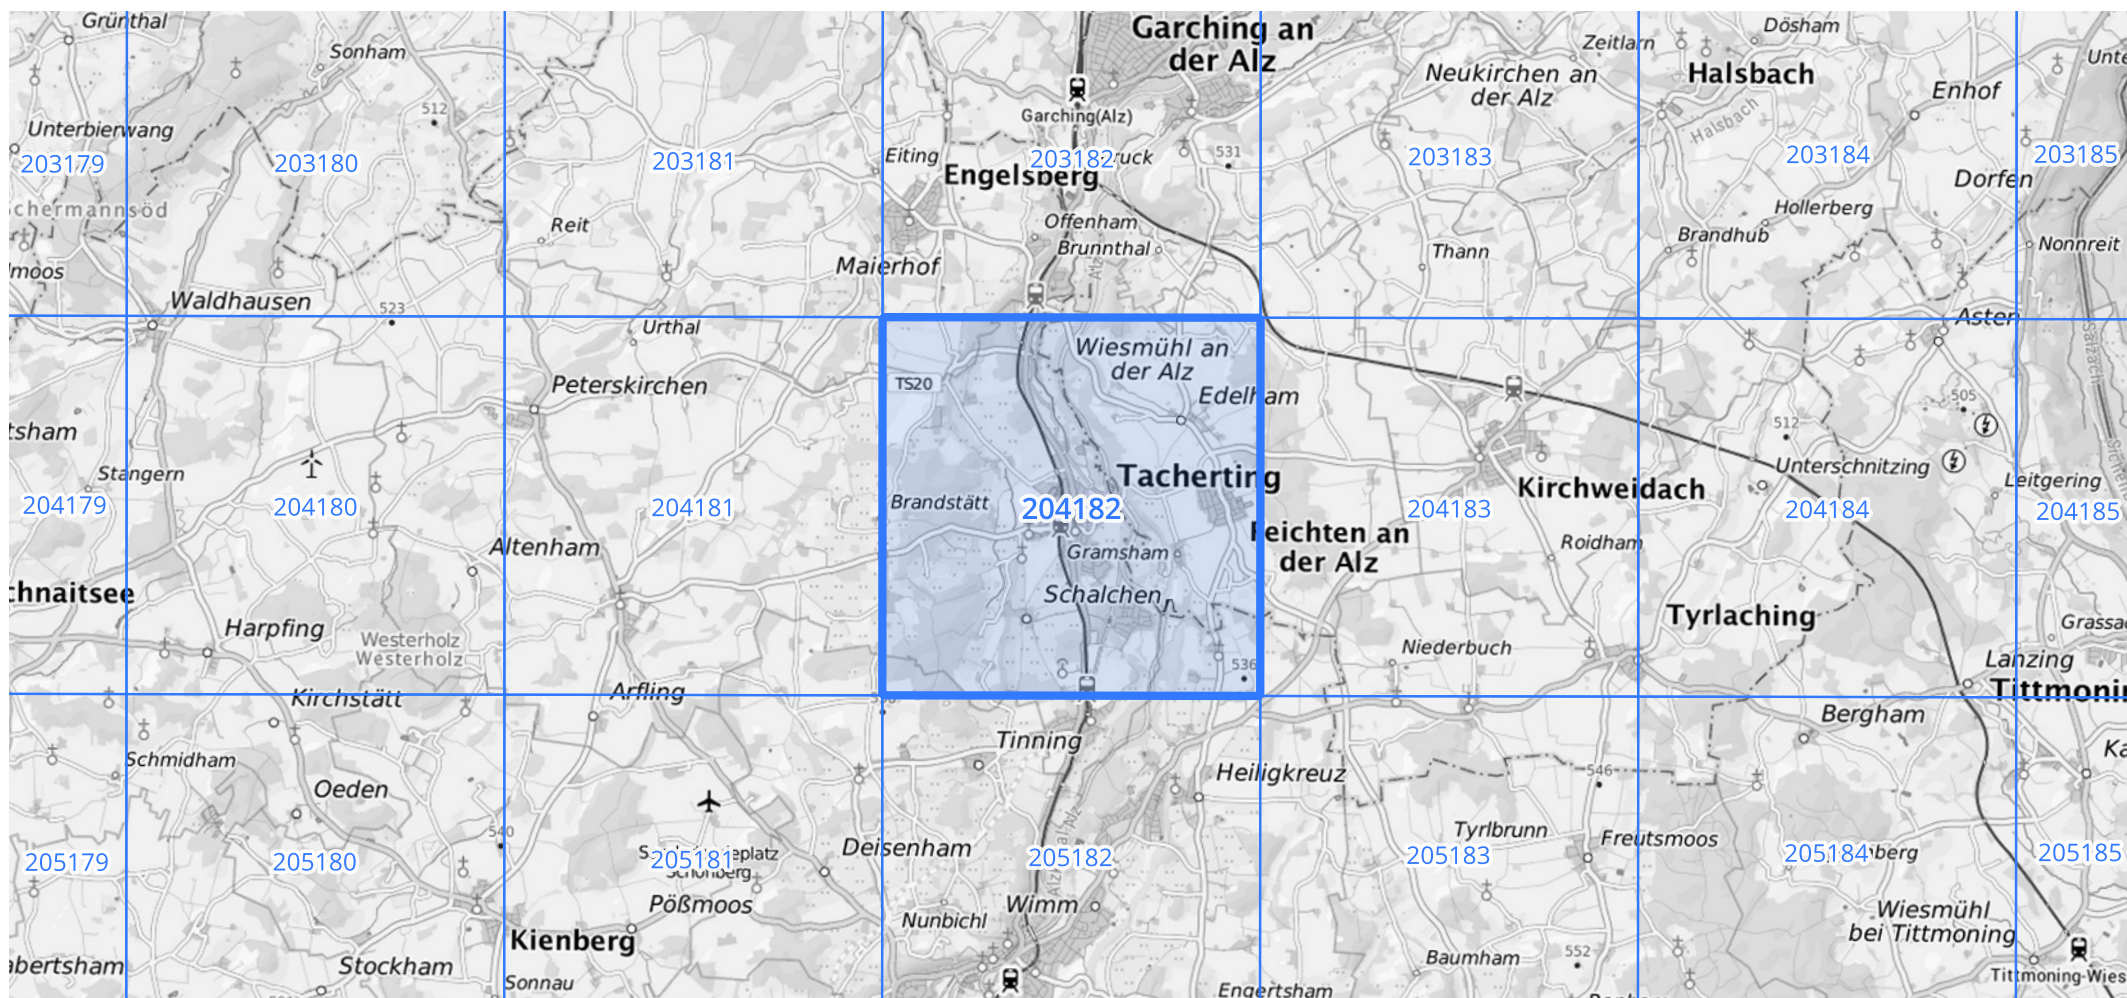 Grünthal
Garching an
der Alz
Dösham
Zeitlarn
Sonham
Neukirchen an
der Alz
Halsbach
Enhof
512
Garching(Alz)
Halsbach
Unterbierwang
203179
203180
203181
Eiting
203182
531
203183
203184
203185
Engelsberg
Dorfen
Reit
Offenham
Hollerberg
Brunnthal
Brandhub
Nonnreit
Thann
Maierhof
Alz
Waldhausen
523
Urthal
Asten
Wiesmühl an
der Alz
Salzach
TS20
Peterskirchen
Edelham
505
512
Stangern
Tacherting
Unterschnitzing
Leitgering
204179
204180
204181
Brandstätt
204182
204183
Kirchweidach
204184
204185
Feichten an
der Alz
Roidham
Altenham
Gramsham
Schalchen
Tyrlaching
Harpfing
Westerholz
Westerholz
Niederbuch
536
Lanzing
Kirchstätt
Arfling
Bergham
Tinning
Schmidham
Heiligkreuz
546
Oeden
540
Tyrlbrunn
Freutsmoos
Deisenham
205179
205180
205181
205182
205183
205184
205185
Pößmoos
Wimm
Nunbichl
Wiesmühl
bei Tittmoning
Kienberg
Stockham
Baumham
552
Sonnau
Engertsham